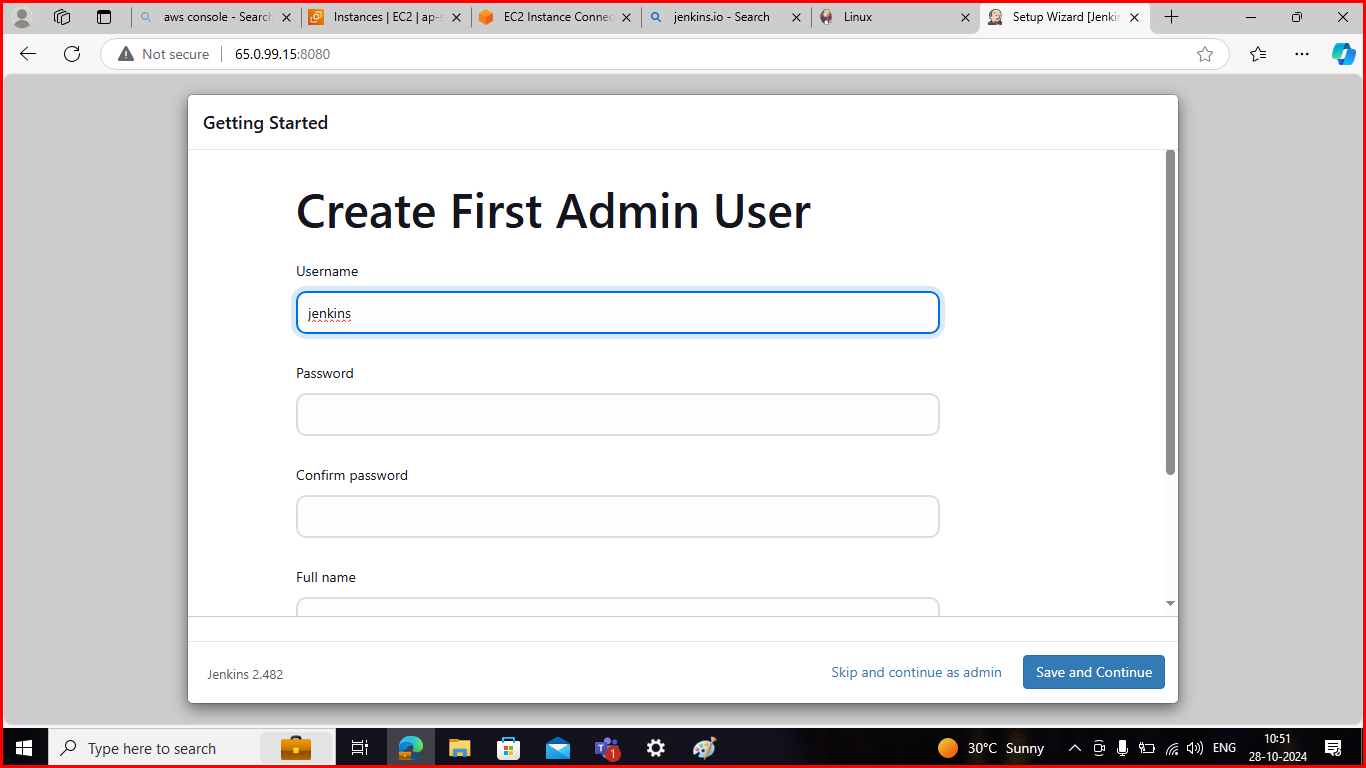 aws console - Search
Instances | EC2 | ap-s
EC2 Instance Connec
jenkins.io - Search
Linux
Setup Wizard [Jenkin
Not secure
65.0.99.15:8080
Getting Started
Create First Admin User
Username
jenkins
Password
Confirm password
Full name
Jenkins 2.482
Skip and continue as admin
Save and Continue
Type here to search
1
30°C Sunny
ENG
10:51
28-10-2024